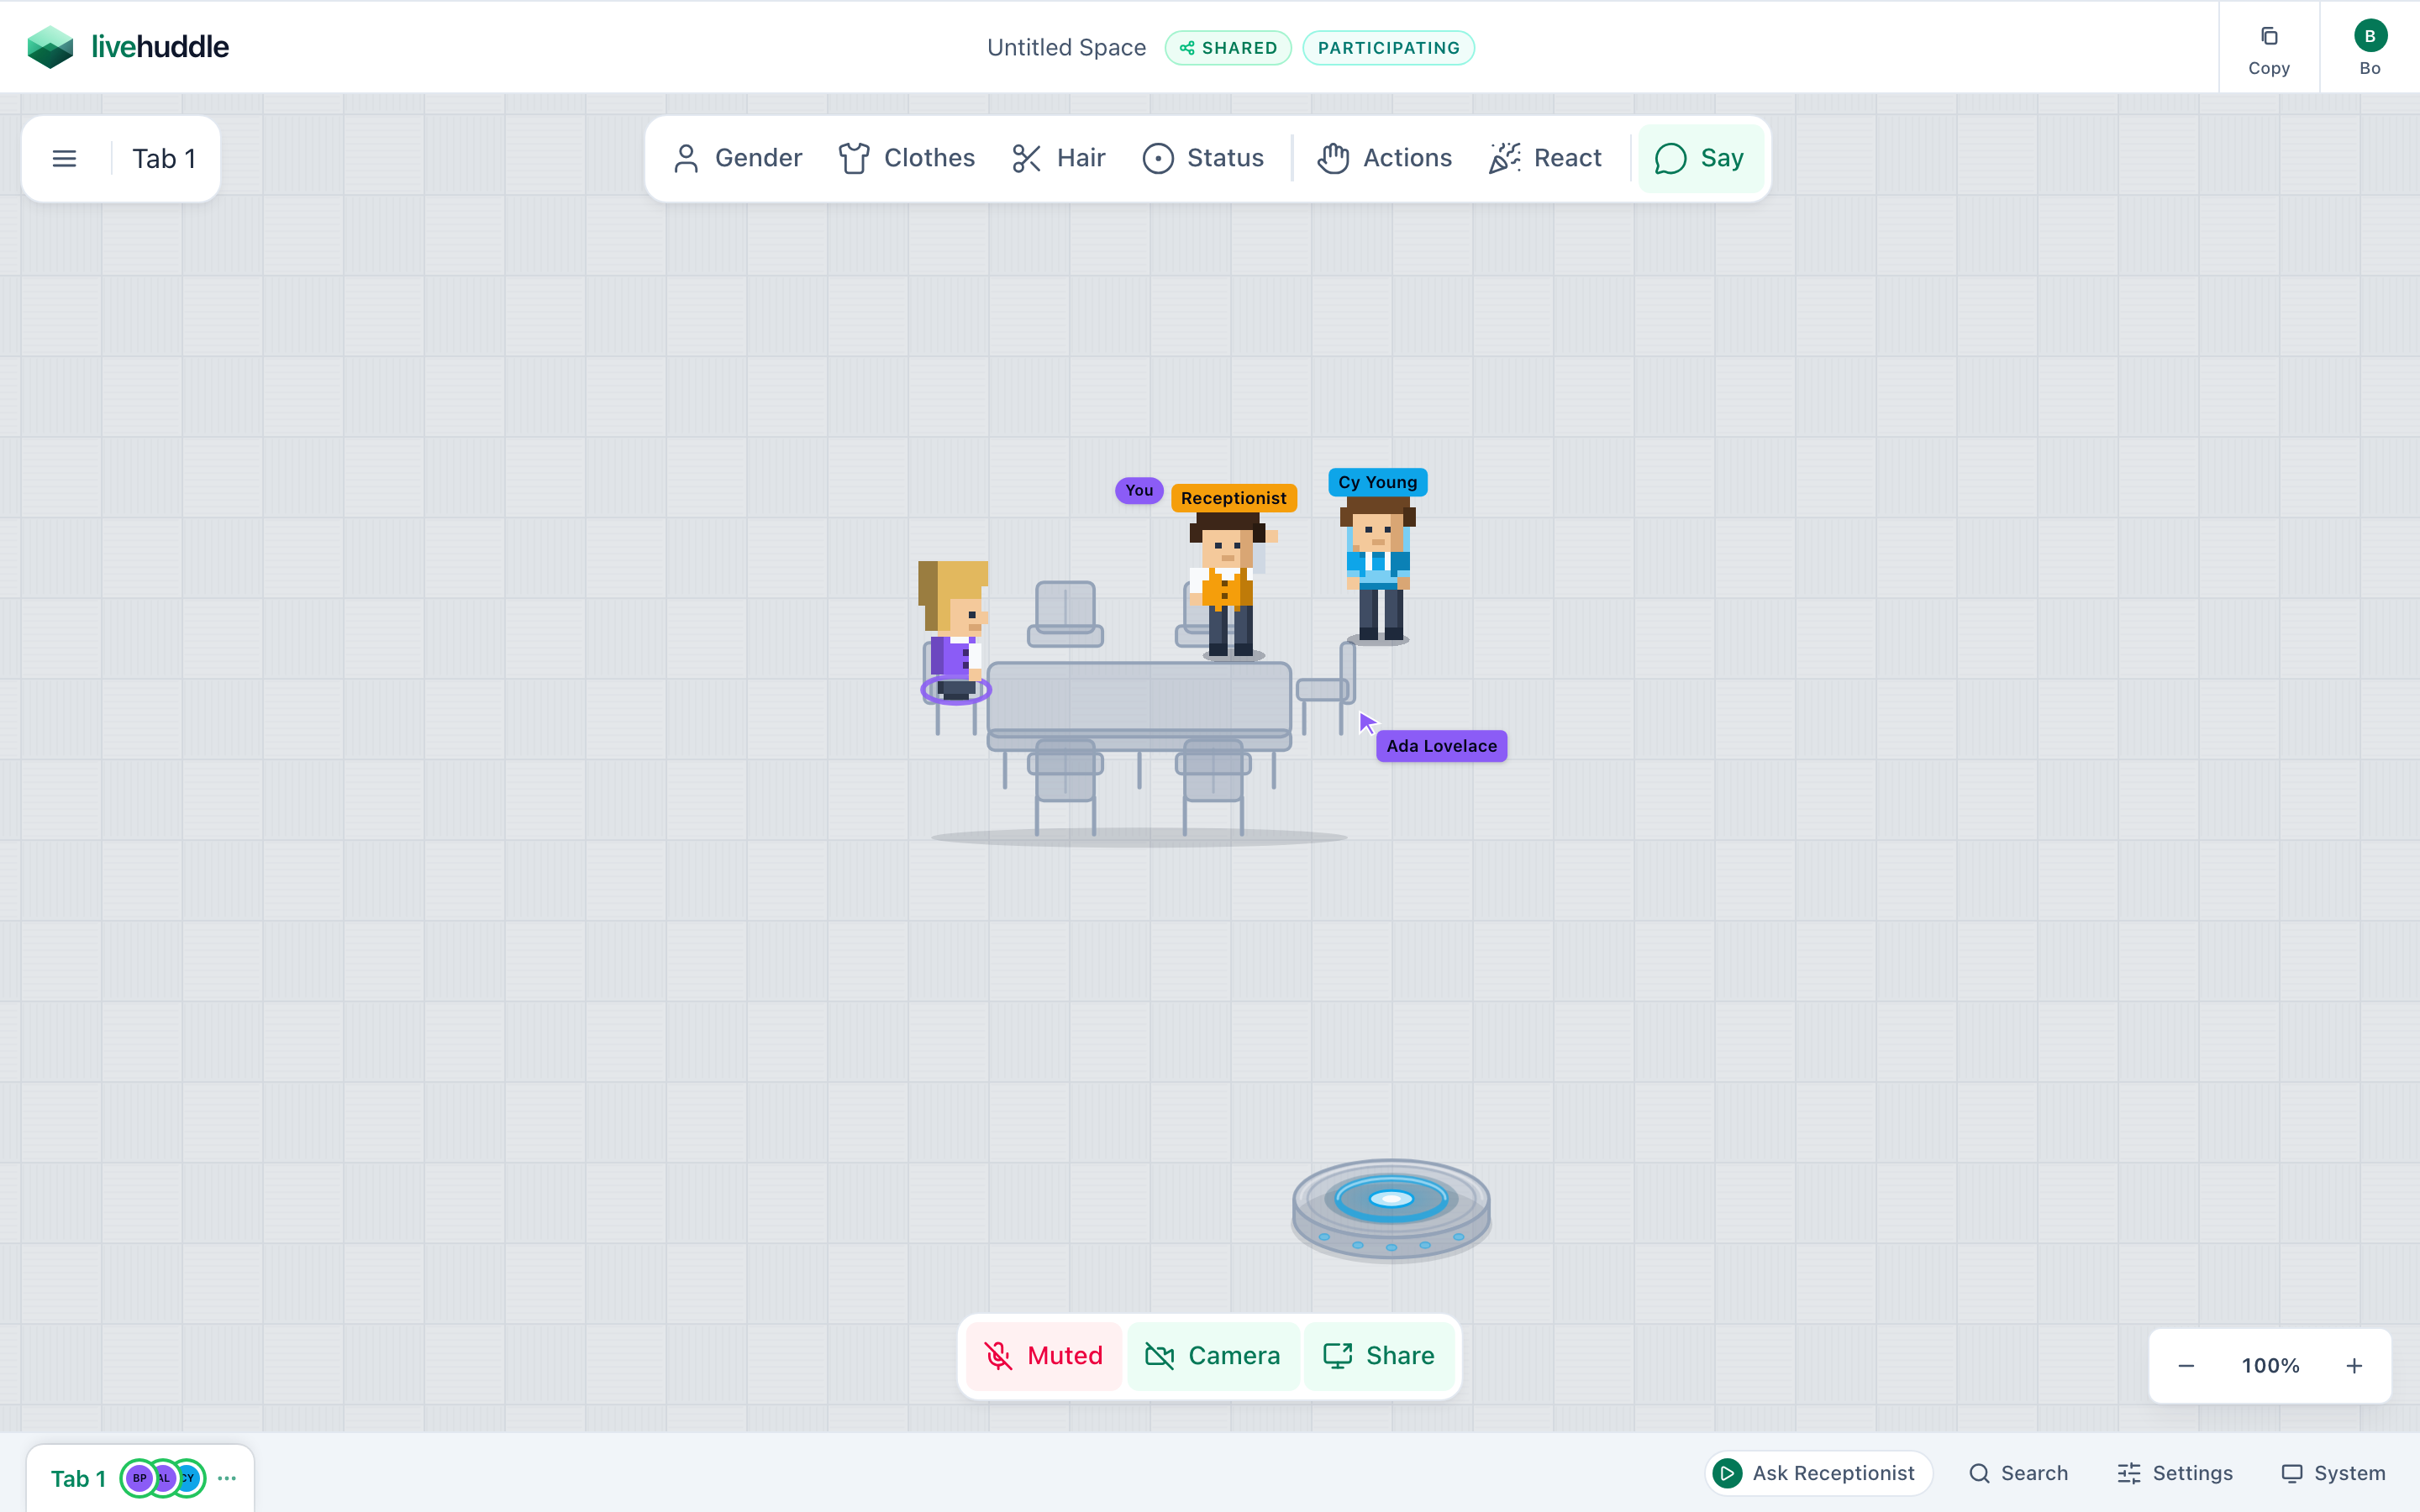 livehuddle
Untitled Space
SHARED
PARTICIPATING
Copy
B
Bo
Tab 1
Gender
Clothes
Hair
Status
Actions
React
Say
You
Receptionist
Cy Young
Ada Lovelace
Muted
Camera
Share
100%
Tab 1
BP
AL
CY
Ask Receptionist
Search
Settings
System